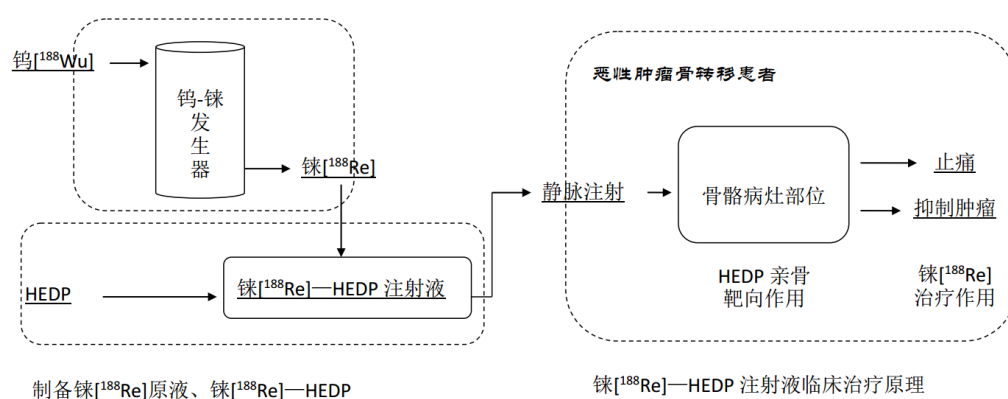 钨[188Wu]
钨-铼
发
生
器
铼[188Re]
HEDP
铼[188Re]—HEDP 注射液
制备铼[188Re]原液、铼[188Re]—HEDP
恶性肿瘤骨转移患者
静脉注射
骨骼病灶部位
止痛
抑制肿瘤
HEDP 亲骨
靶向作用
铼[188Re]
治疗作用
铼[188Re]—HEDP 注射液临床治疗原理